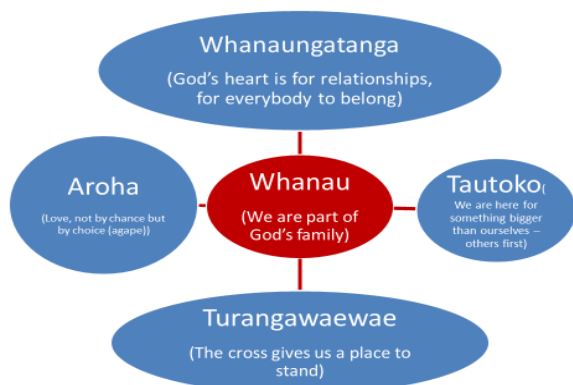 Whanaungatanga
(God's heart is for relationships,
for everybody to belong)
Aroha
(Love, not by chance but
by choice (agape))
Whanau
(We are part of
God's family)
Tautoko(
We are here for
something bigger
than ourselves –
others first)
Turangawaewae
(The cross gives us a place to
stand)